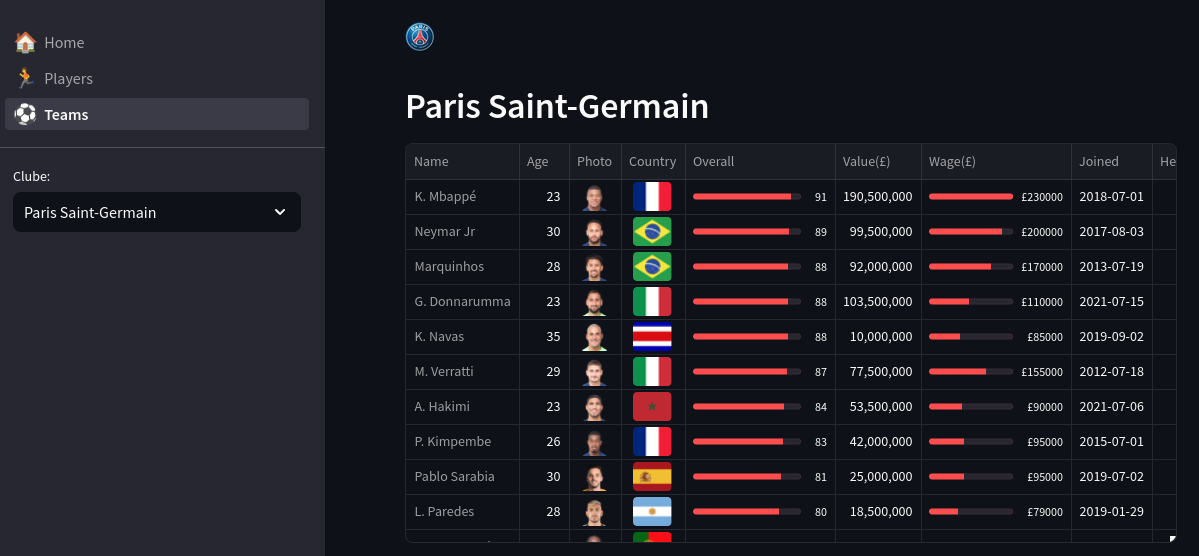 Home
Players
Teams
Clube:
Paris Saint-Germain
PARIS
Paris Saint-Germain
Name Age Photo Country Overall Value(£) Wage(£) Joined He
K. Mbappé 23 91 190,500,000 £230000 2018-07-01
Neymar Jr 30 89 99,500,000 £200000 2017-08-03
Marquinhos 28 88 92,000,000 £170000 2013-07-19
G. Donnarumma 23 88 103,500,000 £110000 2021-07-15
K. Navas 35 88 10,000,000 £85000 2019-09-02
M. Verratti 29 87 77,500,000 £155000 2012-07-18
A. Hakimi 23 84 53,500,000 £90000 2021-07-06
P. Kimpembe 26 83 42,000,000 £95000 2015-07-01
Pablo Sarabia 30 81 25,000,000 £95000 2019-07-02
L. Paredes 28 80 18,500,000 £79000 2019-01-29